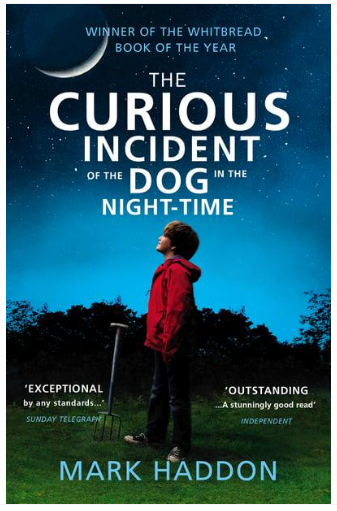 WINNER OF THE WHITBREAD
BOOK OF THE YEAR
THE
CURIOUS
INCIDENT
OF THE DOG IN THE
NIGHT-TIME
‘EXCEPTIONAL
by any standards...’
SUNDAY TELEGRAPH
‘OUTSTANDING
...A stunningly good read’
INDEPENDENT
MARK HADDON